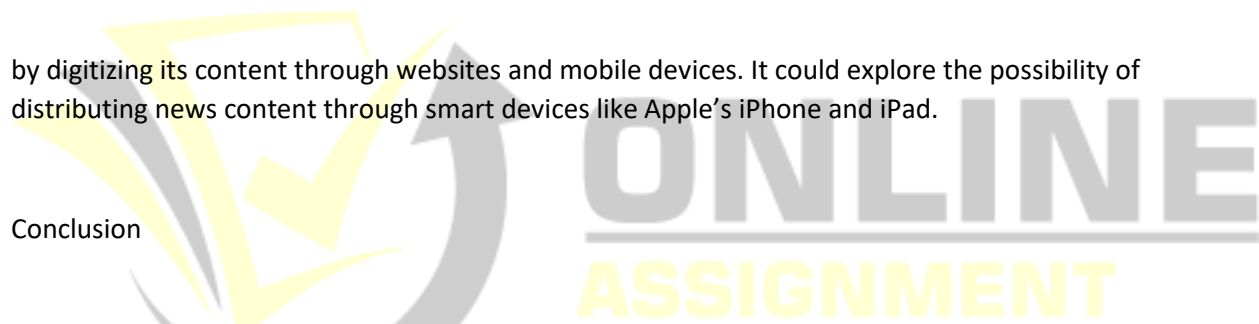 by digitizing its content through websites and mobile devices. It could explore the possibility of
distributing news content through smart devices like Apple’s iPhone and iPad.
Conclusion
ONLINE
ASSIGNMENT